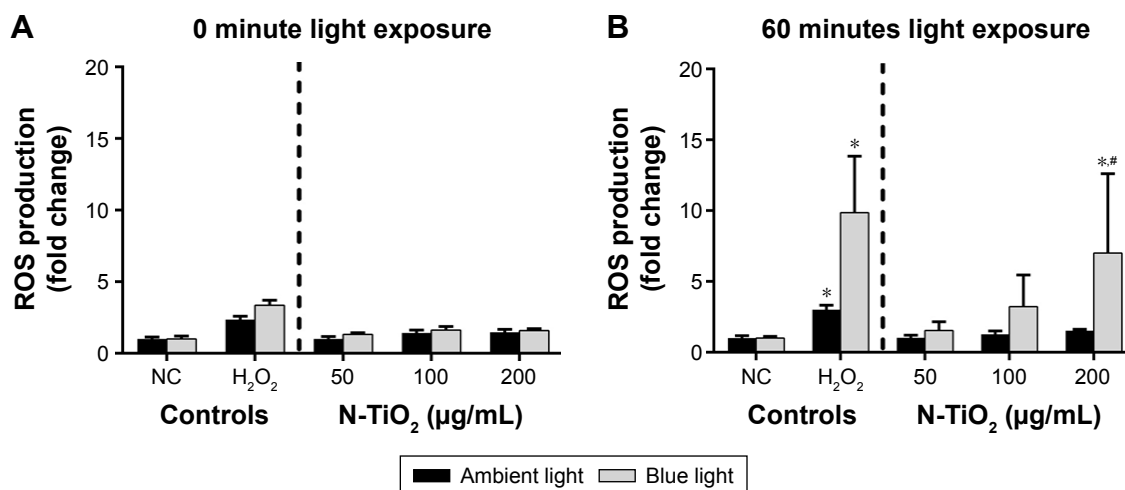 A
0 minute light exposure
ROS production
(fold change)
20
15
10
5
0
NC
H₂O₂
50
100
200
Controls
N-TiO₂ (µg/mL)
B
60 minutes light exposure
ROS production
(fold change)
20
15
10
5
0
*
*
*,#
NC
H₂O₂
50
100
200
Controls
N-TiO₂ (µg/mL)
Ambient light
Blue light